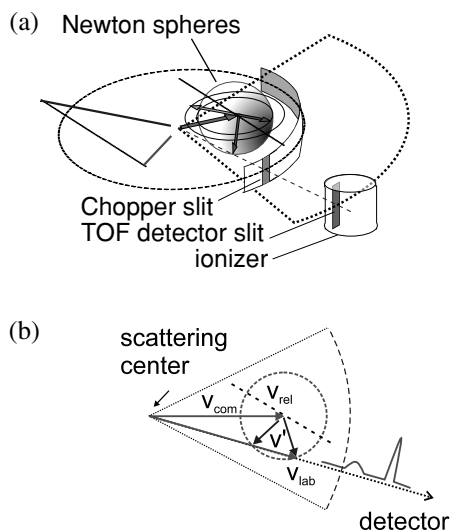 (a)
Newton spheres
Chopper slit
TOF detector slit
ionizer
(b)
scattering
center
v_rel
v_com
v'
v_lab
detector